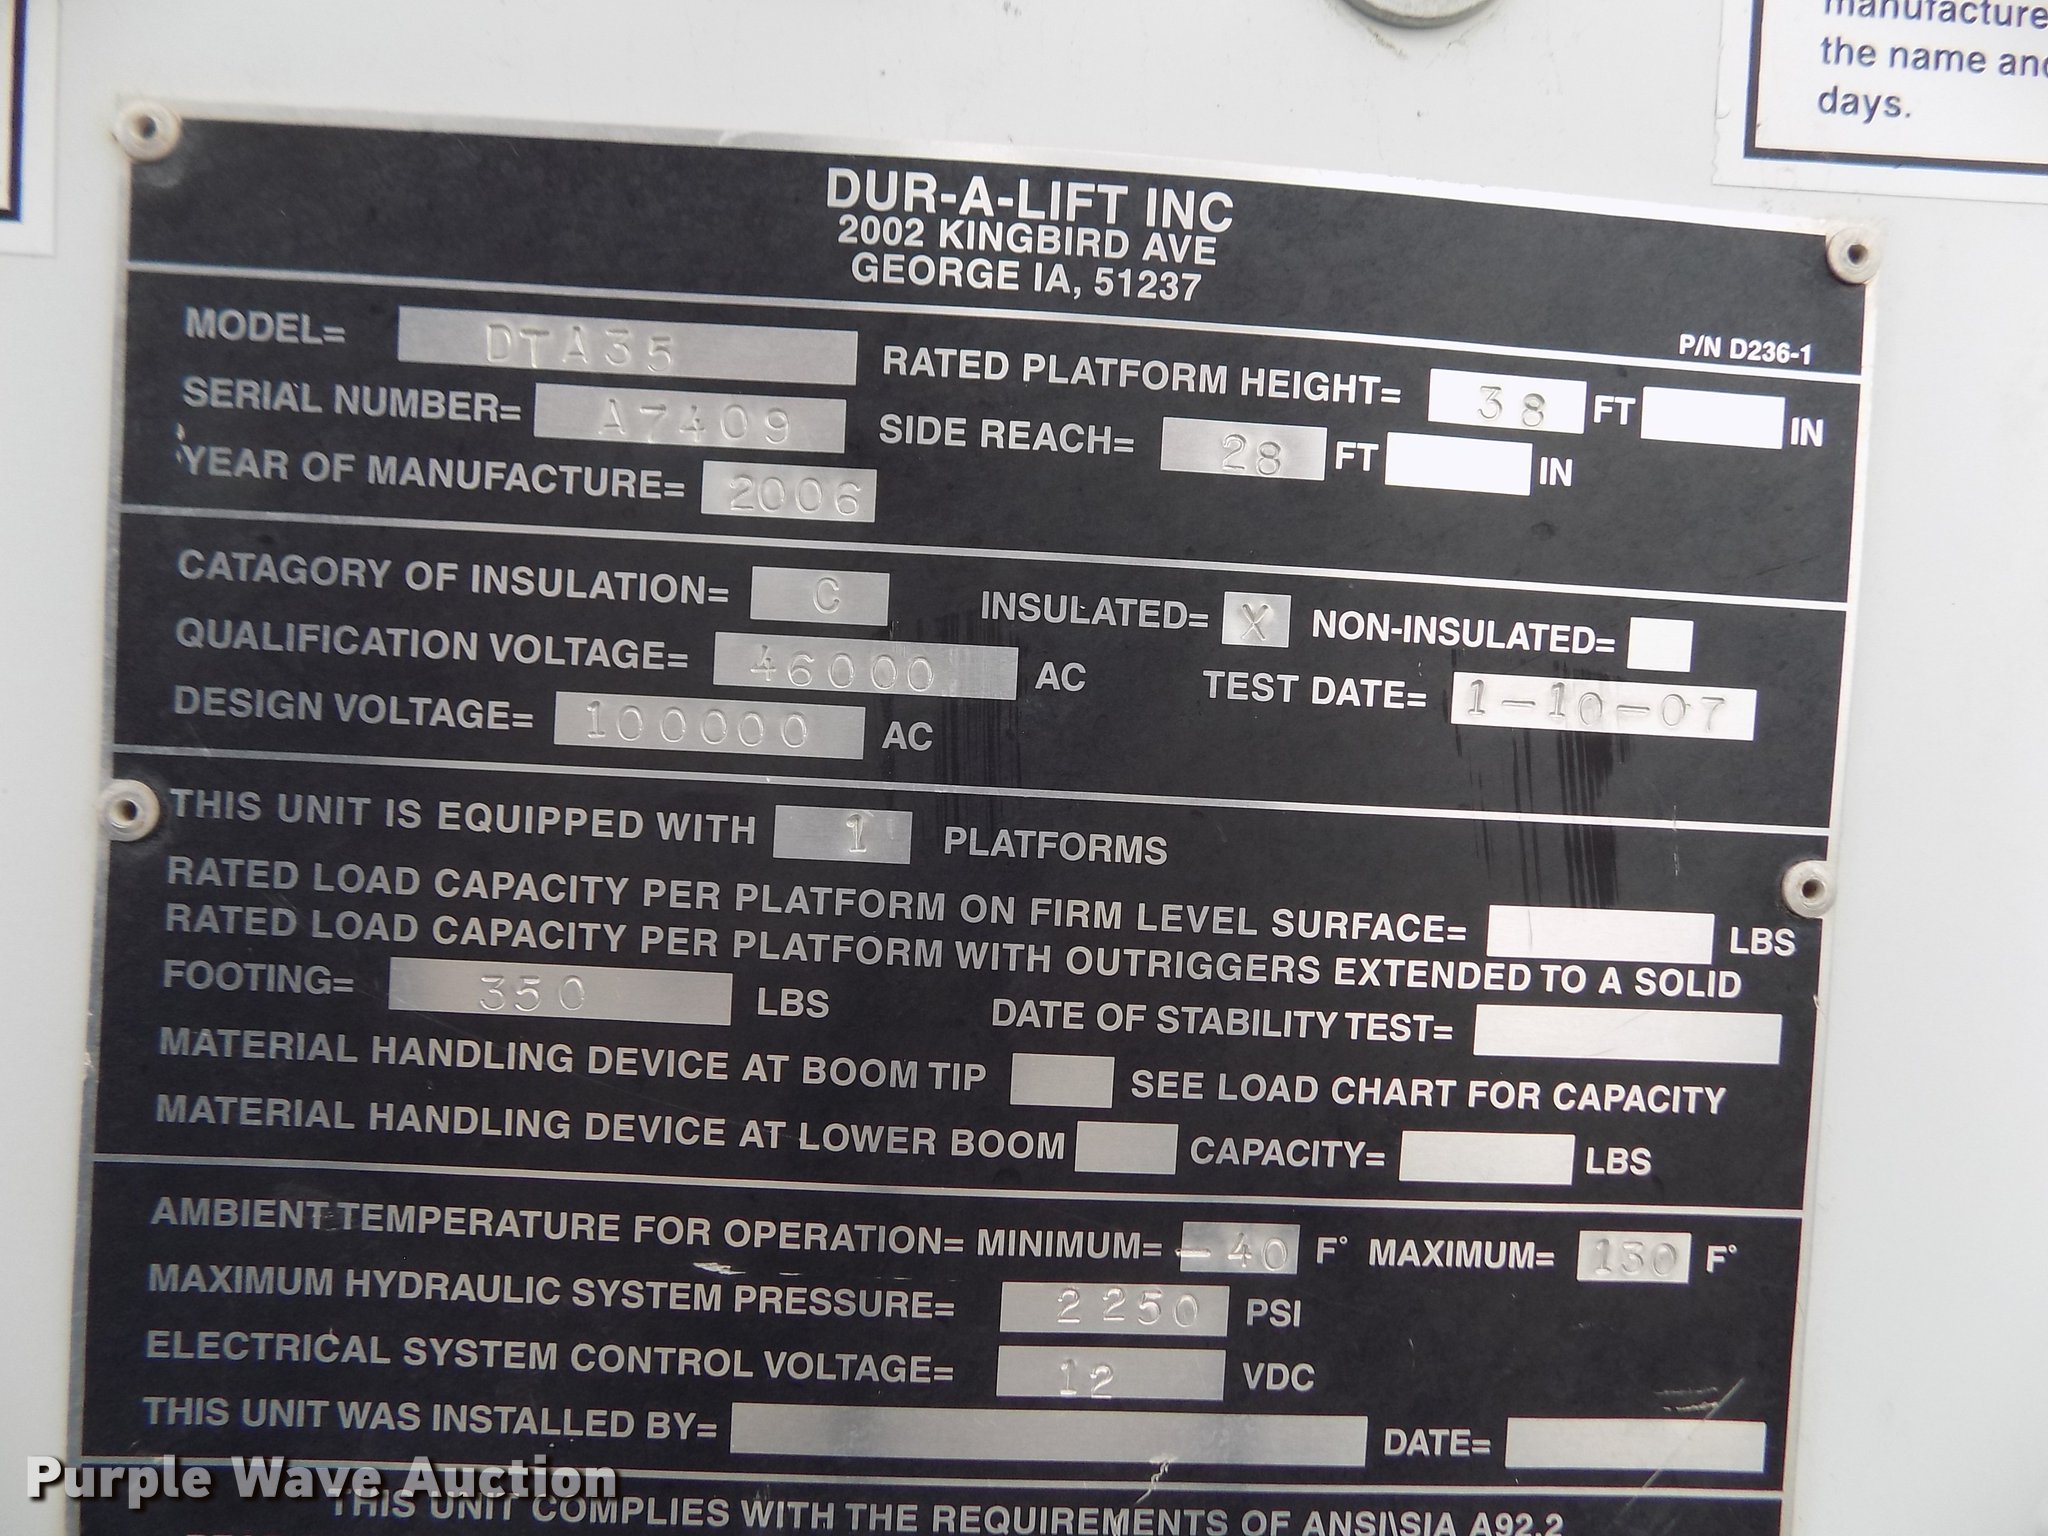 manufacture
the name and
days.
DUR-A-LIFT INC
2002 KINGBIRD AVE
GEORGE IA, 51237
P/N D236-1
MODEL= DTA35 RATED PLATFORM HEIGHT= 38 FT IN
SERIAL NUMBER= A7409 SIDE REACH= 28 FT IN
YEAR OF MANUFACTURE= 2006
CATAGORY OF INSULATION= C INSULATED= X NON-INSULATED=
QUALIFICATION VOLTAGE= 46000 AC TEST DATE= 1-10-07
DESIGN VOLTAGE= 100000 AC
THIS UNIT IS EQUIPPED WITH 1 PLATFORMS
RATED LOAD CAPACITY PER PLATFORM ON FIRM LEVEL SURFACE= LBS
RATED LOAD CAPACITY PER PLATFORM WITH OUTRIGGERS EXTENDED TO A SOLID
FOOTING= 350 LBS DATE OF STABILITY TEST=
MATERIAL HANDLING DEVICE AT BOOM TIP SEE LOAD CHART FOR CAPACITY
MATERIAL HANDLING DEVICE AT LOWER BOOM CAPACITY= LBS
AMBIENT TEMPERATURE FOR OPERATION= MINIMUM= -40 F° MAXIMUM= 130 F°
MAXIMUM HYDRAULIC SYSTEM PRESSURE= 2250 PSI
ELECTRICAL SYSTEM CONTROL VOLTAGE= 12 VDC
THIS UNIT WAS INSTALLED BY= DATE=
THIS UNIT COMPLIES WITH THE REQUIREMENTS OF ANSI\SIA A92.2
Purple Wave Auction